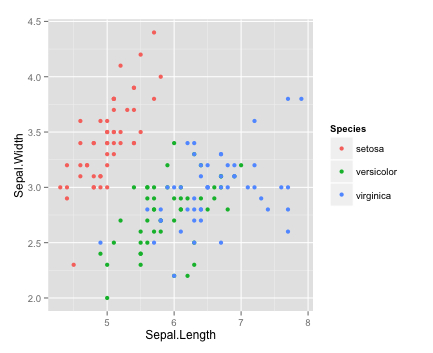 4.5
4.0
3.5
3.0
2.5
2.0
Sepal.Width
5 6 7 8
Sepal.Length
Species
setosa
versicolor
virginica